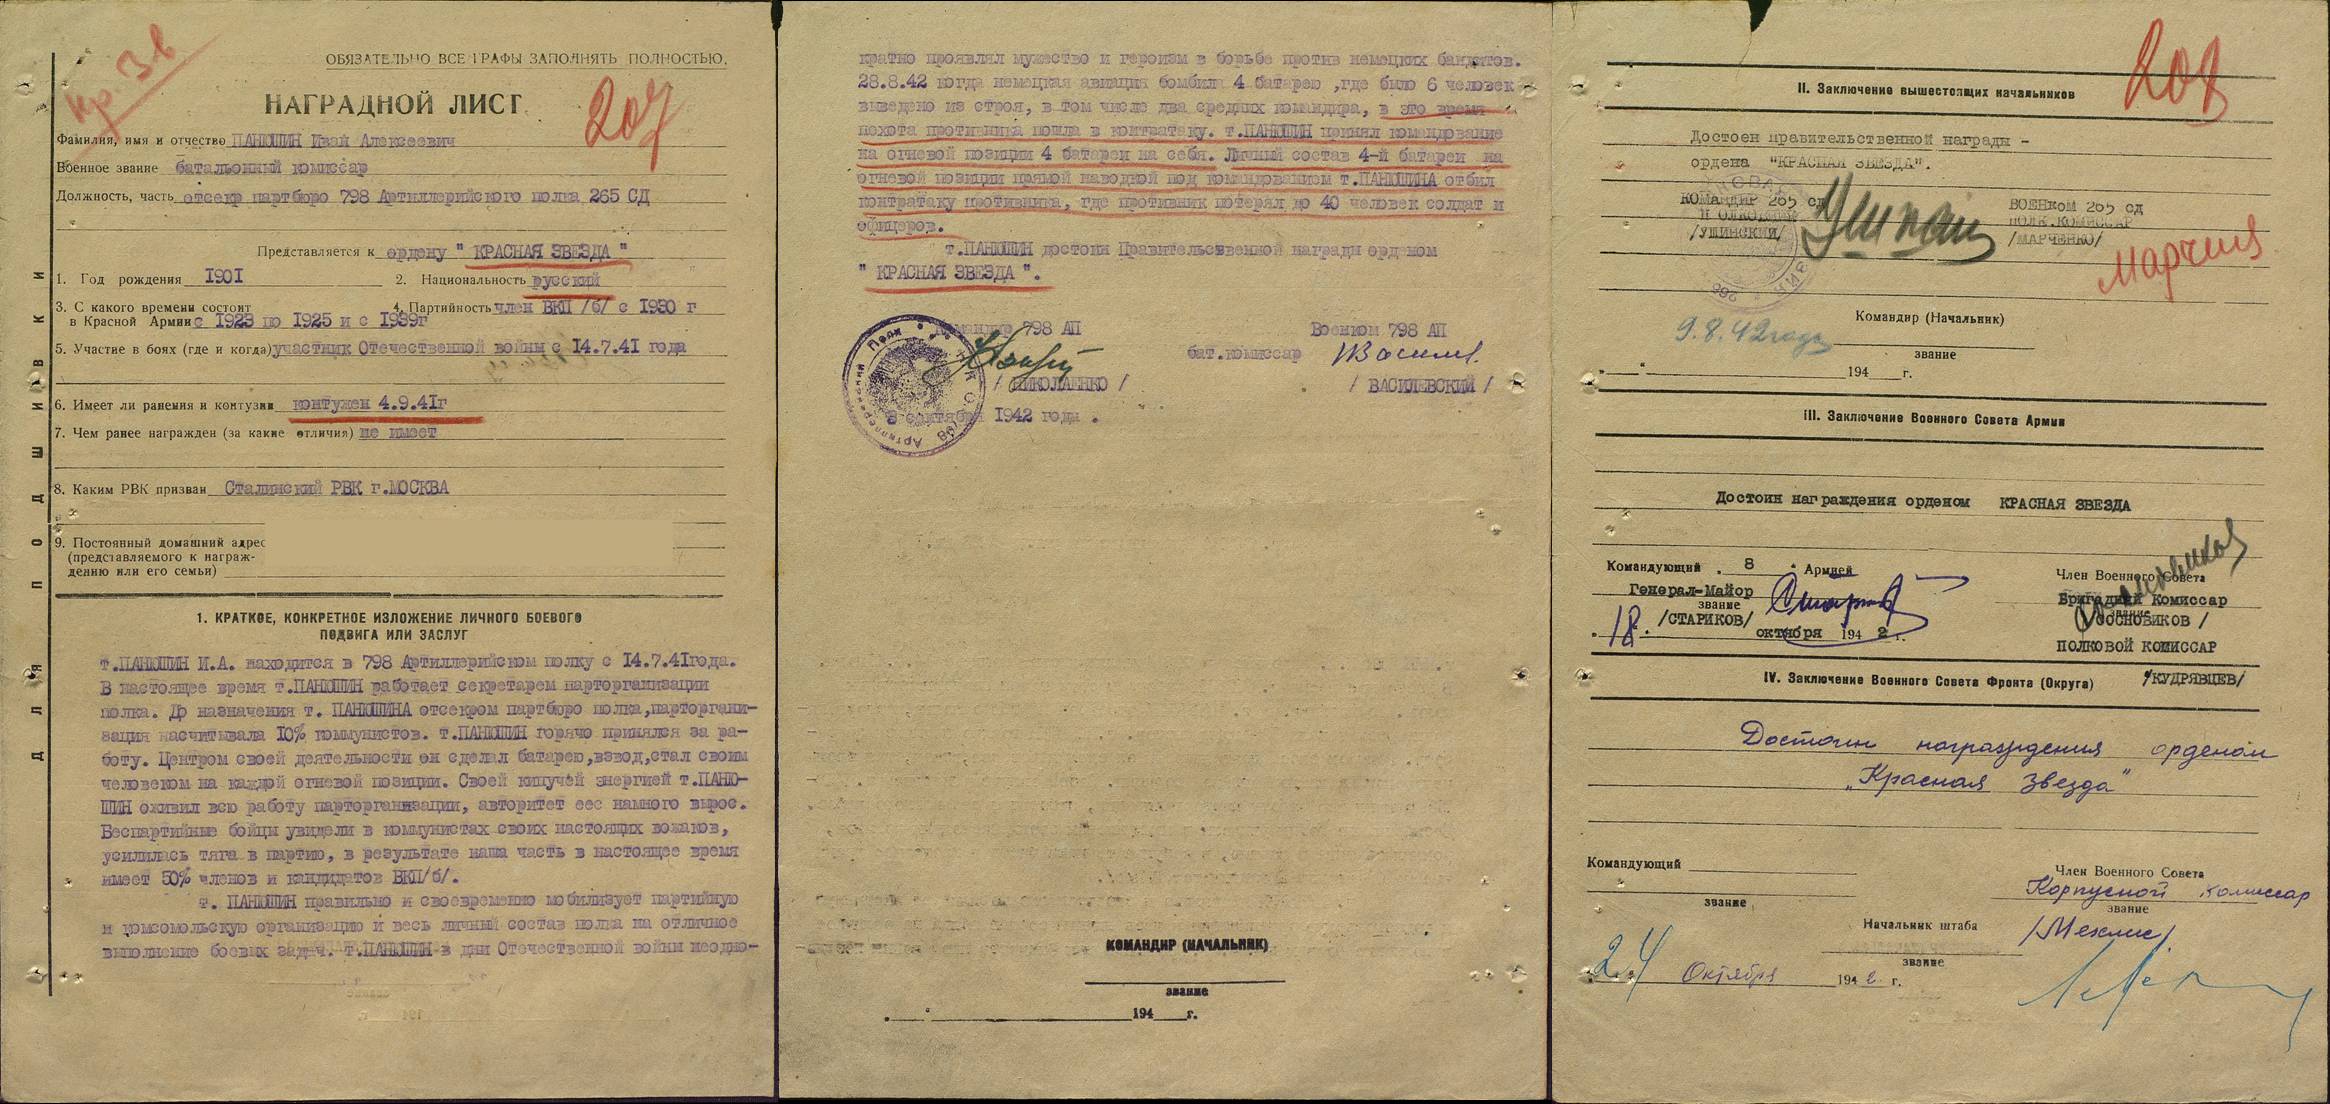 Кр. Зв.
ОБЯЗАТЕЛЬНО ВСЕ ГРАФЫ ЗАПОЛНЯТЬ ПОЛНОСТЬЮ.
НАГРАДНОЙ ЛИСТ
207
Фамилия, имя и отчество ПАНЮШИН Иван Алексеевич
Военное звание батальонный комиссар
Должность, часть отсекр партбюро 798 Артиллерийского полка 265 СД
Представляется к ордену " КРАСНАЯ ЗВЕЗДА "
1. Год рождения 1901 2. Национальность русский
3. С какого времени состоит 4. Партийность член ВКП /б/ с 1930 г
в Красной Армии с 1923 по 1925 и с 1939г
5. Участие в боях (где и когда) участник Отечественной войны с 14.7.41 года
6. Имеет ли ранения и контузии контужен 4.9.41г
7. Чем ранее награжден (за какие отличия) не имеет
8. Каким РВК призван Сталинский РВК г.МОСКВА
9. Постоянный домашний адрес
(представляемого к награж-
дению или его семьи)
ДЛЯ ПОДШИВКИ
1. КРАТКОЕ, КОНКРЕТНОЕ ИЗЛОЖЕНИЕ ЛИЧНОГО БОЕВОГО
ПОДВИГА ИЛИ ЗАСЛУГ
т.ПАНЮШИН И.А. находится в 798 Артиллерийском полку с 14.7.41года.
В настоящее время т.ПАНЮШИН работает секретарем парторганизации
полка. До назначения т. ПАНЮШИНА отсекром партбюро полка,парторгани-
зация насчитывала 10% коммунистов. т.ПАНЮШИН горячо принялся за ра-
боту. Центром своей деятельности он сделал батарею,взвод,стал своим
человеком на каждой огневой позиции. Своей кипучей энергией т.ПАНЮ-
ШИН оживил всю работу парторганизации, авторитет еес намного вырос.
Беспартийные бойцы увидели в коммунистах своих настоящих вожаков,
усилилась тяга в партию, в результате наша часть в настоящее время
имеет 50% членов и кандидатов ВКП/б/.
т. ПАНЮШИН правильно и своевременно мобилизует партийную
и комсомольскую организацию и весь личный состав полка на отличное
выполнение боевых задач. т.ПАНЮШИН в дни Отечественной войны неодно-
кратно проявлял мужество и героизм в борьбе против немецких бандитов.
28.8.42 когда немецкая авиация бомбила 4 батарею ,где было 6 человек
выведено из строя, в том числе два средних командира, в это время
пехота противника пошла в контратаку. т.ПАНЮШИН принял командование
на огневой позиции 4 батареи на себя. Личный состав 4-й батареи на
огневой позиции прямой наводкой под командованием т.ПАНЮШИНА отбил
контратаку противника, где противник потерял до 40 человек солдат и
офицеров.
т.ПАНЮШИН достоин Правительственной награды орденом
" КРАСНАЯ ЗВЕЗДА ".
Командир 798 АП Военком 798 АП
бат.комиссар
/ НИКОЛАЕНКО / / ВАСИЛЕВСКИЙ /
3 сентября 1942 года .
КОМАНДИР (НАЧАЛЬНИК)
звание
194 г.
208
II. Заключение вышестоящих начальников
Достоен правительственной награды -
ордена "КРАСНАЯ ЗВЕЗДА".
КОМАНДИР 265 сд ВОЕНКОМ 265 сд
ПОЛКОВНИК ПОЛК.КОМИССАР
/УШИНСКИЙ/ /МАРЧЕНКО/
Командир (Начальник)
9.8.42года
звание
194 г.
III. Заключение Военного Совета Армии
Достоин награждения орденом КРАСНАЯ ЗВЕЗДА
Командующий 8 Армией Член Военного Совета
Генерал-Майор Бригадный Комиссар
звание звание
/СТАРИКОВ/ /СОСНОВИКОВ /
18. октября 1942 г.
ПОЛКОВОЙ КОМИССАР
/КУДРЯВЦЕВ/
IV. Заключение Военного Совета Фронта (Округа)
Достоин награждения орденом
"Красная Звезда"
Командующий Член Военного Совета
Корпусной комиссар
звание звание
Начальник штаба /Мехлис/
звание
24 Октября 1942 г.